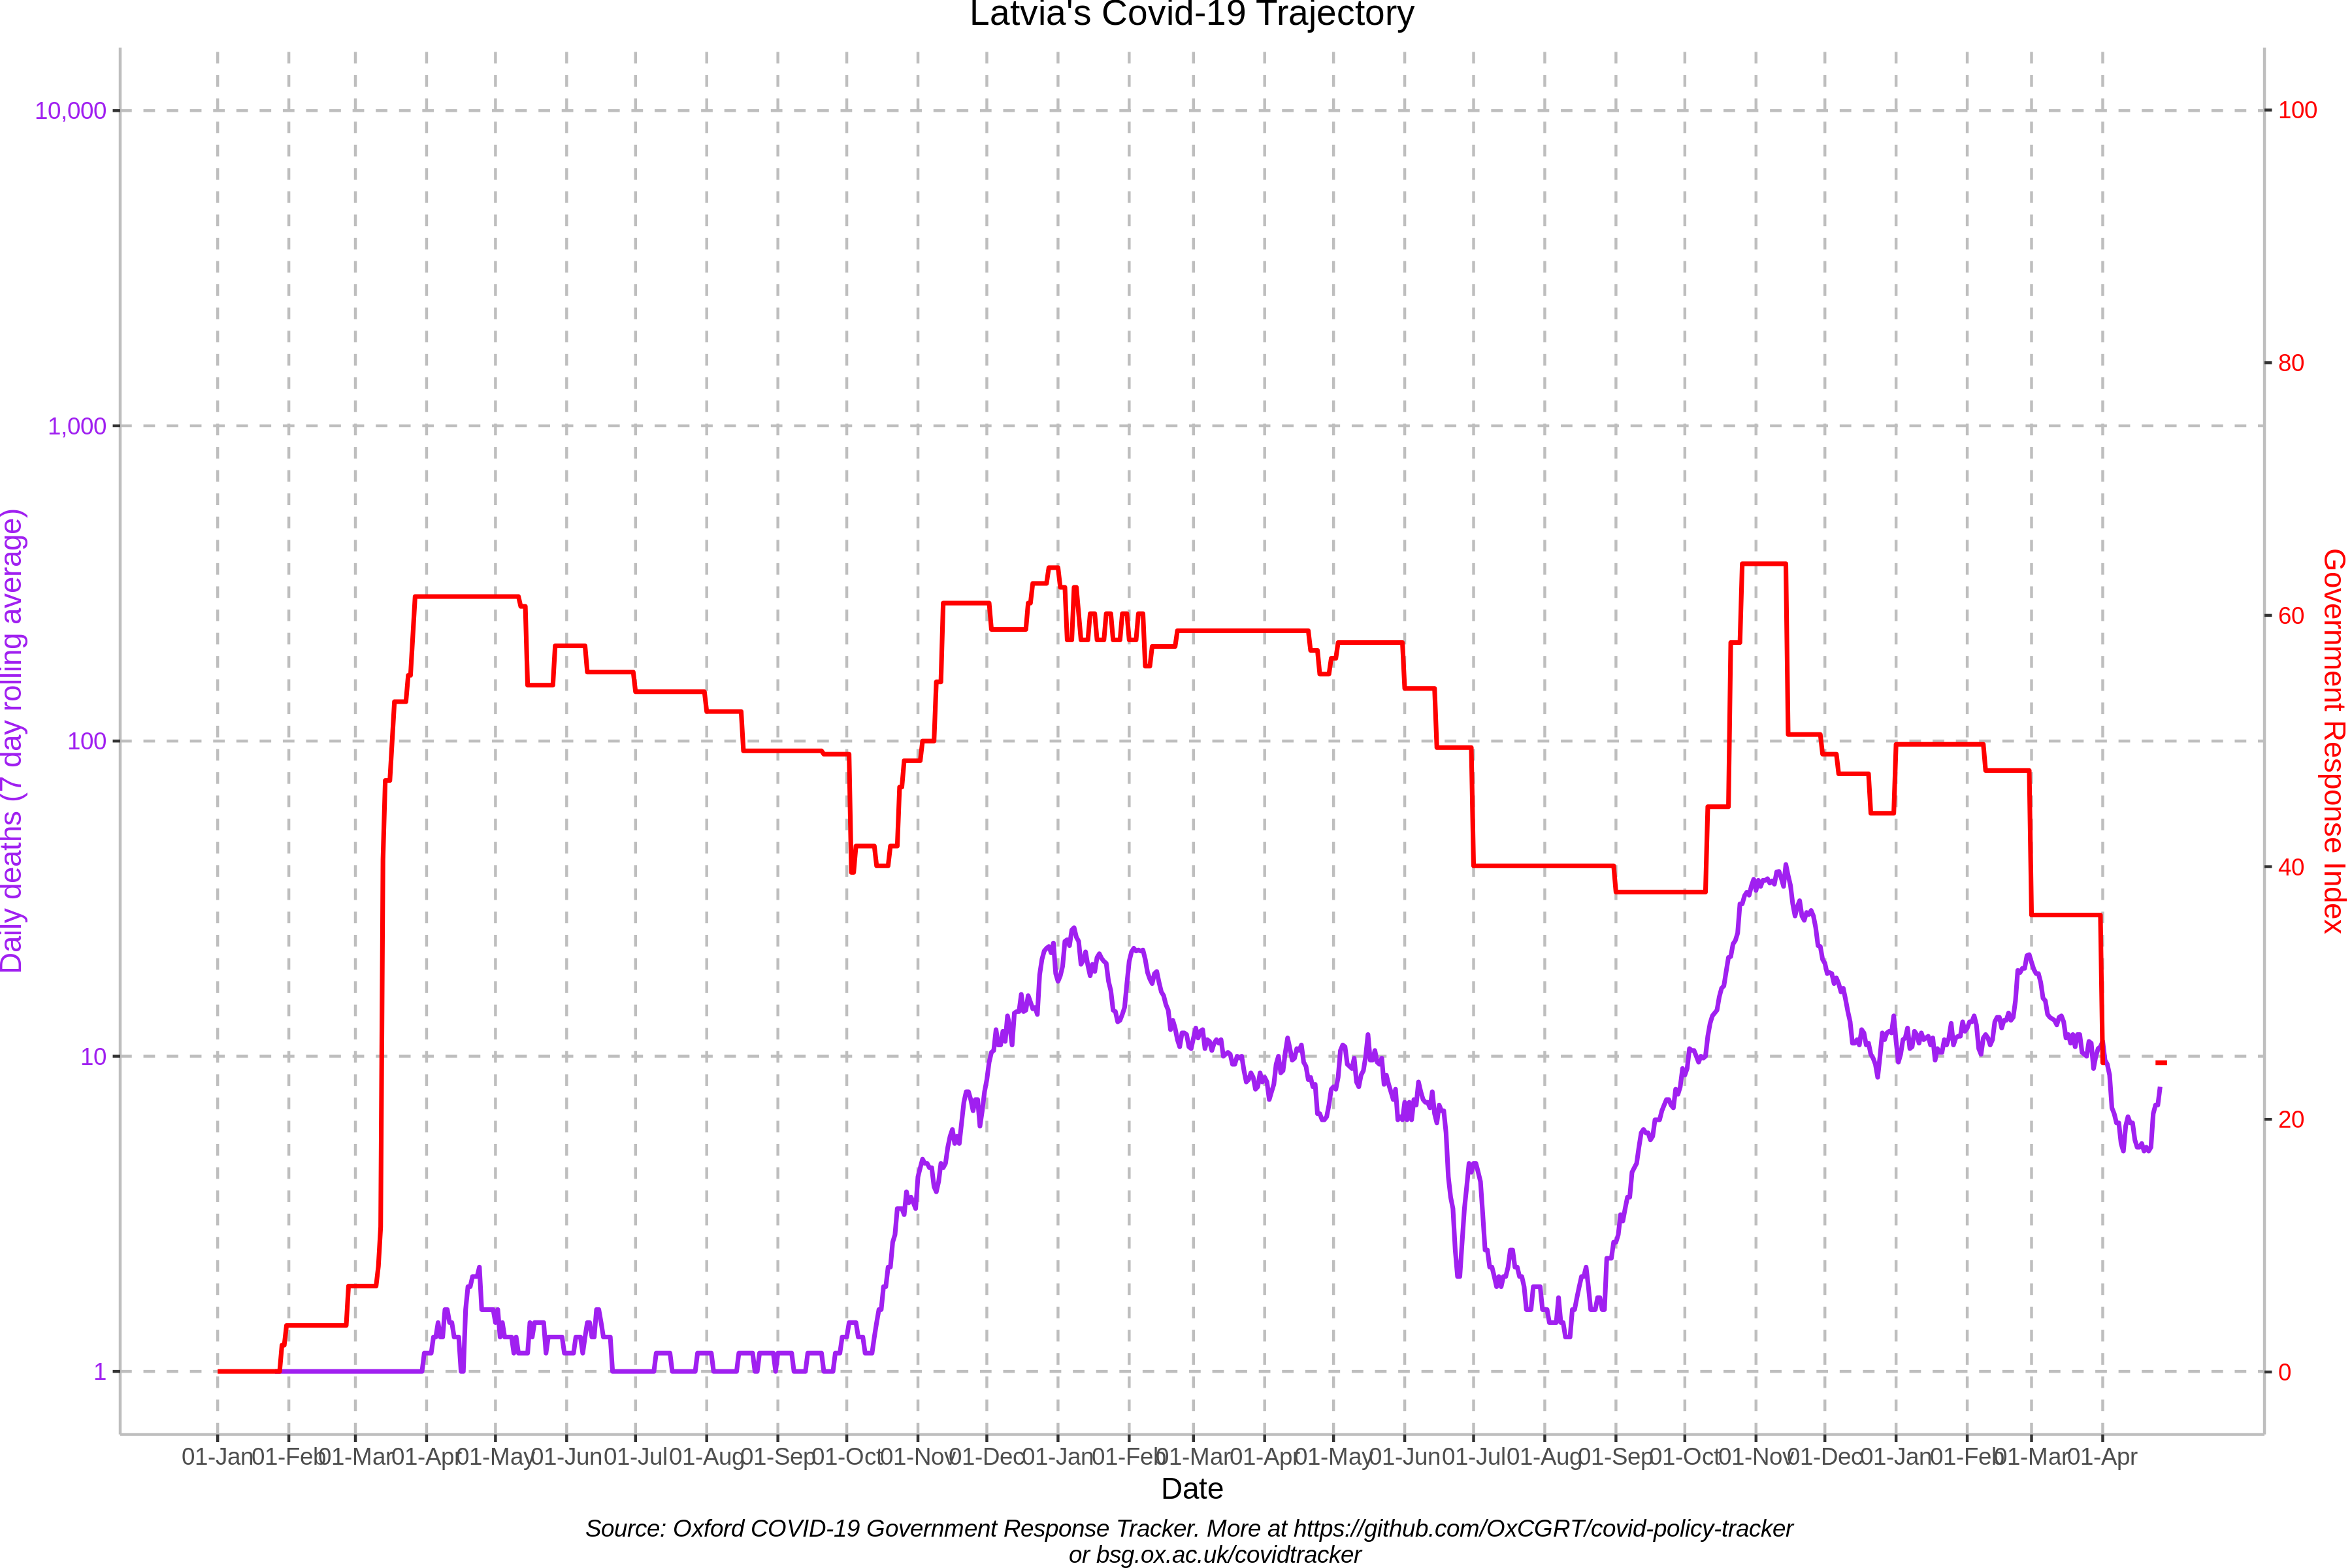 Latvia's Covid-19 Trajectory
Daily deaths (7 day rolling average)
10,000
1,000
100
10
1
100
80
60
40
20
0
Government Response Index
01-Jan 01-Feb 01-Mar 01-Apr 01-May 01-Jun 01-Jul 01-Aug 01-Sep 01-Oct 01-Nov 01-Dec 01-Jan 01-Feb 01-Mar 01-Apr 01-May 01-Jun 01-Jul 01-Aug 01-Sep 01-Oct 01-Nov 01-Dec 01-Jan 01-Feb 01-Mar 01-Apr
Date
Source: Oxford COVID-19 Government Response Tracker. More at https://github.com/OxCGRT/covid-policy-tracker
or bsg.ox.ac.uk/covidtracker